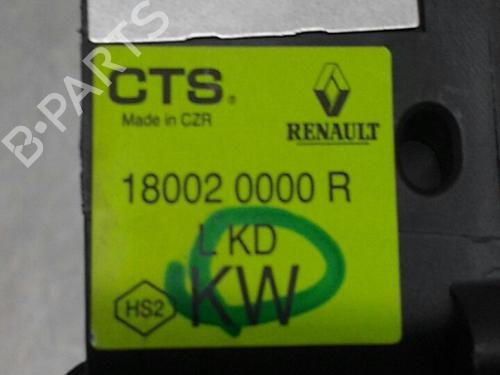 CTS®
Made in CZR
RENAULT
18002 0000 R
L KD
HS2
KW
B-PARTS